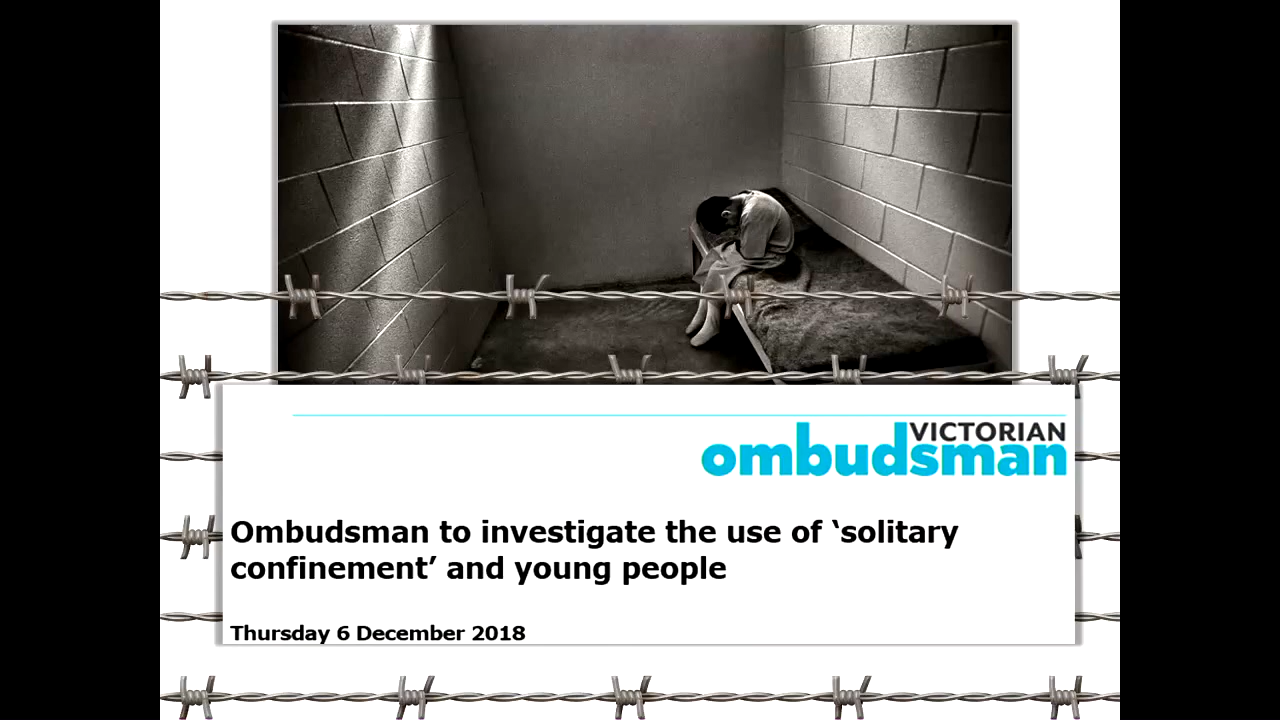 VICTORIAN
ombudsman
Ombudsman to investigate the use of ‘solitary
confinement’ and young people
Thursday 6 December 2018